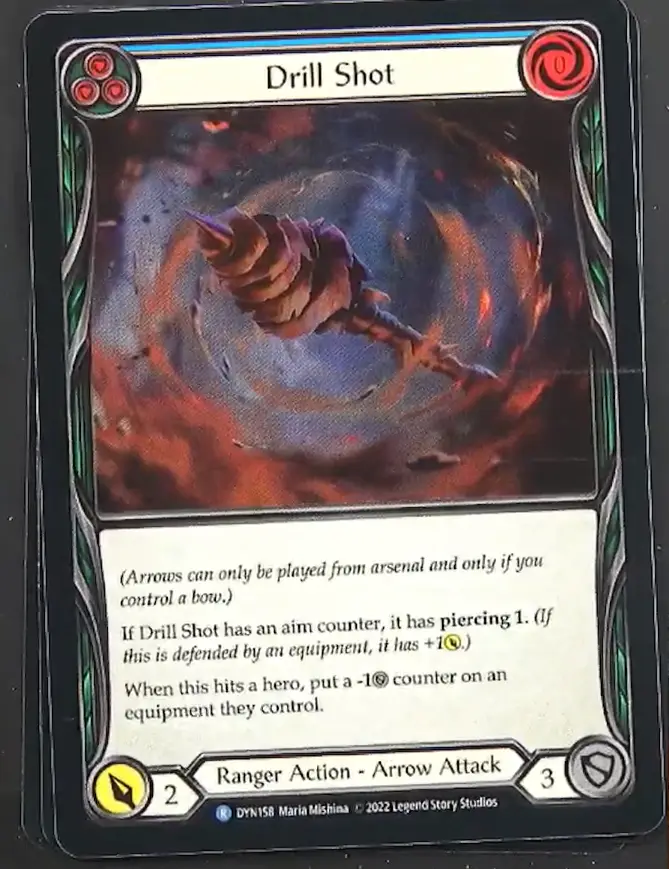 0
Drill Shot
(Arrows can only be played from arsenal and only if you
control a bow.)
If Drill Shot has an aim counter, it has piercing 1. (If
this is defended by an equipment, it has +1.)
When this hits a hero, put a -1 counter on an
equipment they control.
2
Ranger Action - Arrow Attack
3
R DYN158 Maria Mishina © 2022 Legend Story Studios